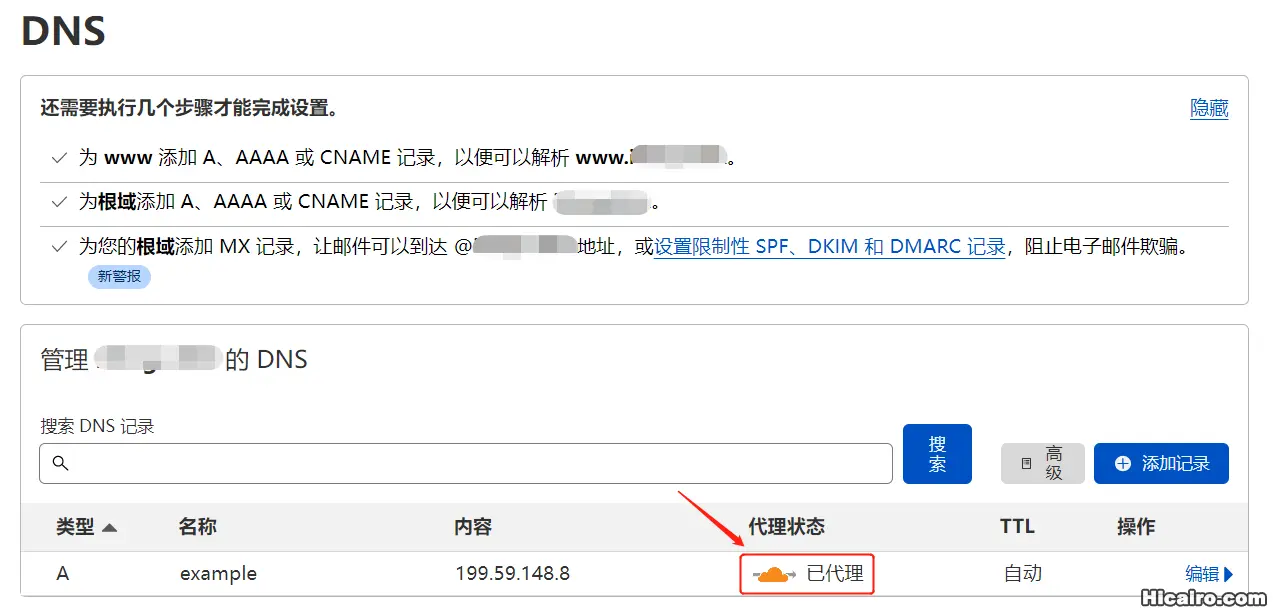 DNS
还需要执行几个步骤才能完成设置。
隐藏
为 www 添加 A、AAAA 或 CNAME 记录，以便可以解析 www.
。
为根域添加 A、AAAA 或 CNAME 记录，以便可以解析
。
为您的根域添加 MX 记录，让邮件可以到达 @
地址，或设置限制性 SPF、DKIM 和 DMARC 记录，阻止电子邮件欺骗。
新警报
管理
的 DNS
搜索 DNS 记录
搜
索
高
级
添加记录
类型 名称 内容 代理状态 TTL 操作
A example 199.59.148.8 已代理 自动 编辑
Hicairo.com